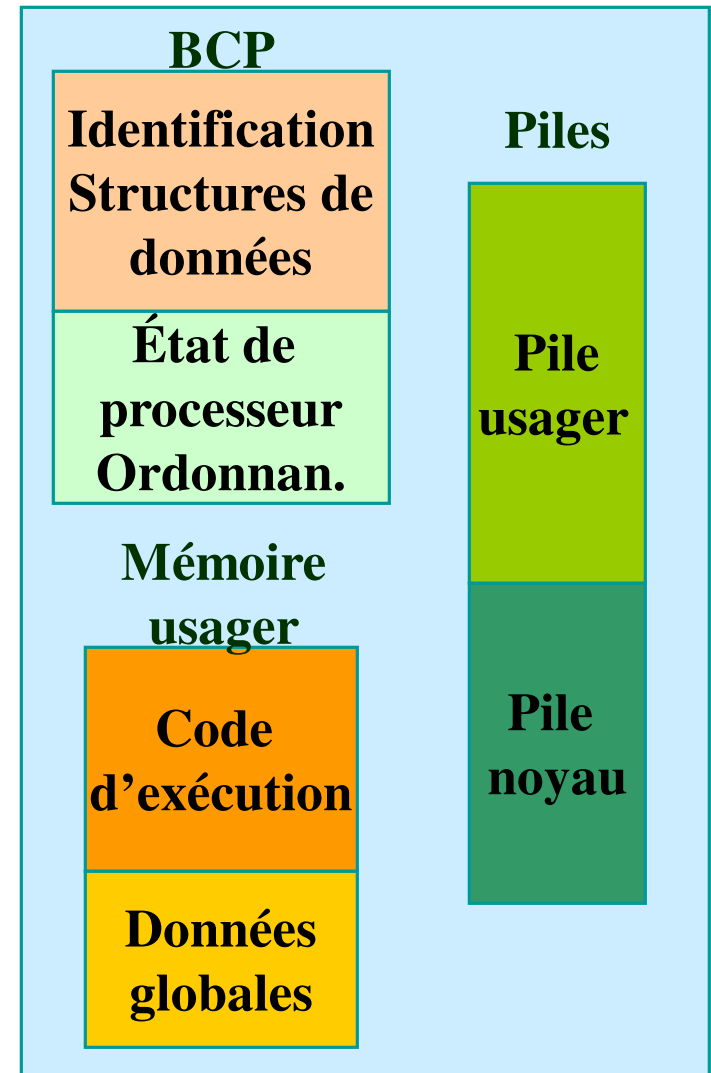 BCP
Identification
Structures de
données
État de
processeur
Ordonnan.
Mémoire
usager
Code
d’exécution
Données
globales
Piles
Pile
usager
Pile
noyau